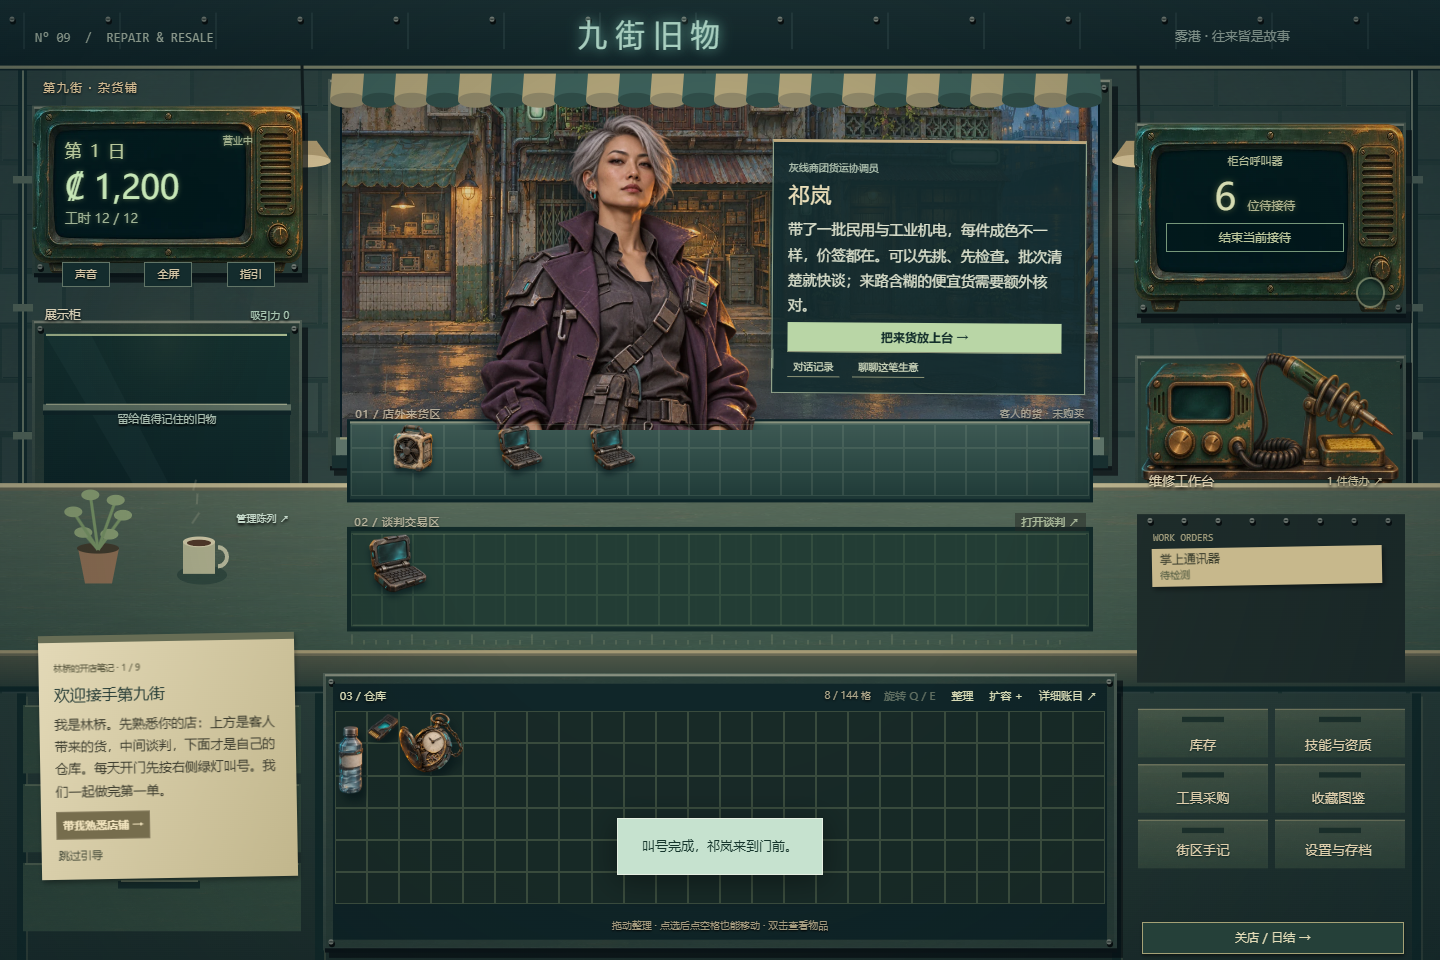 Nº 09 / REPAIR & RESALE
九街旧物
雾港 · 往来皆是故事
第九街 · 杂货铺
营业中
第 1 日
₡ 1,200
工时 12 / 12
声音
全屏
指引
展示柜
吸引力 0
留给值得记住的旧物
管理陈列 ↗
灰线商团货运协调员
祁岚
带了一批民用与工业机电，每件成色不一
样，价签都在。可以先挑、先检查。批次清
楚就快谈；来路含糊的便宜货需要额外核
对。
把来货放上台 →
对话记录
聊聊这笔生意
01 / 店外来货区
客人的货 · 未购买
02 / 谈判交易区
打开谈判 ↗
柜台呼叫器
6 位待接待
结束当前接待
维修工作台
1 件待办 ↗
WORK ORDERS
掌上通讯器
待检测
林桥的开店笔记 · 1 / 9
欢迎接手第九街
我是林桥。先熟悉你的店：上方是客人
带来的货，中间谈判，下面才是自己的
仓库。每天开门先按右侧绿灯叫号。我
们一起做完第一单。
带我熟悉店铺 →
跳过引导
03 / 仓库
8 / 144 格
旋转 Q / E
整理
扩容 +
详细账目 ↗
叫号完成，祁岚来到门前。
拖动整理 · 点选后点空格也能移动 · 双击查看物品
库存
技能与资质
工具采购
收藏图鉴
街区手记
设置与存档
关店 / 日结 →